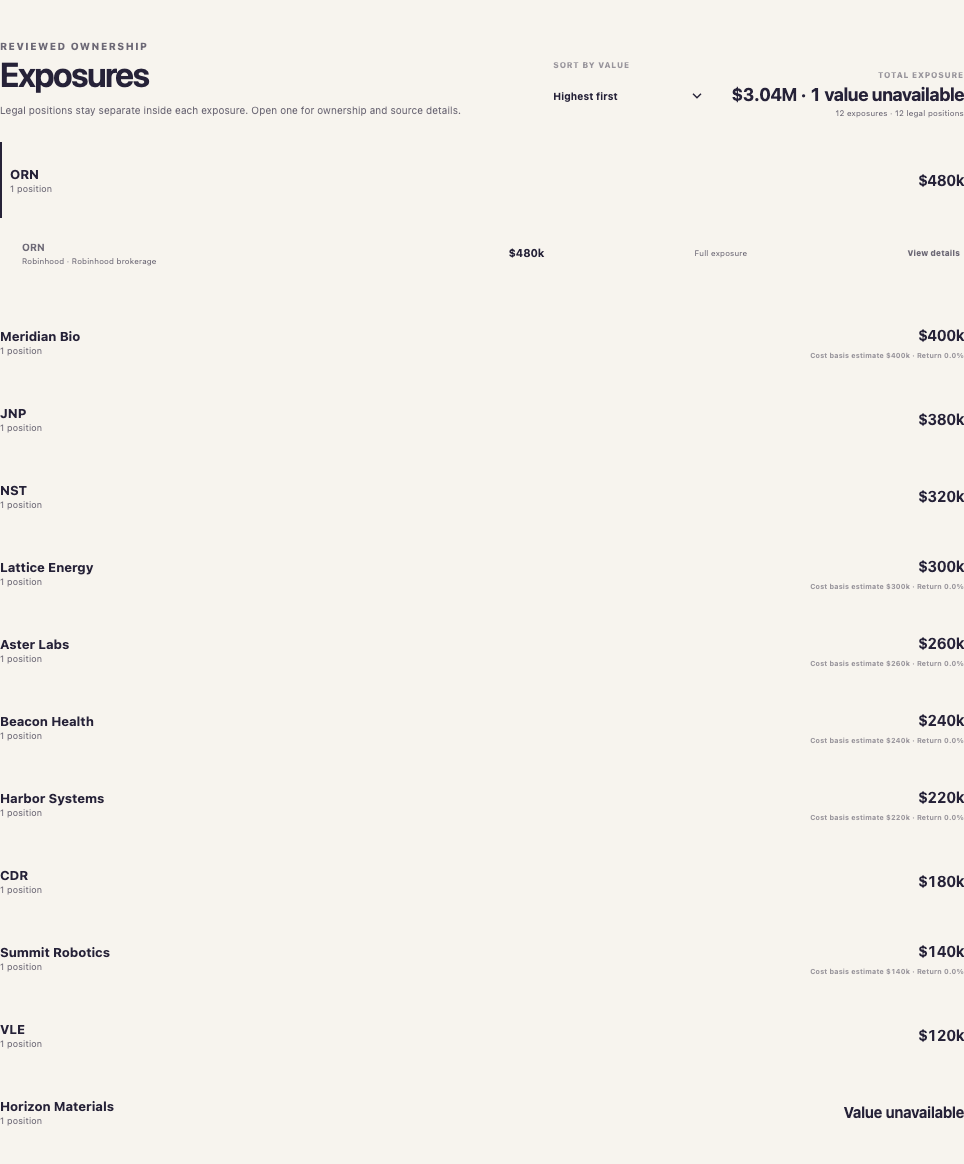 REVIEWED OWNERSHIP
Exposures
Legal positions stay separate inside each exposure. Open one for ownership and source details.
SORT BY VALUE
Highest first
TOTAL EXPOSURE
$3.04M · 1 value unavailable
12 exposures · 12 legal positions
ORN
1 position
$480k
ORN
Robinhood · Robinhood brokerage
$480k
Full exposure
View details
Meridian Bio
1 position
$400k
Cost basis estimate $400k · Return 0.0%
JNP
1 position
$380k
NST
1 position
$320k
Lattice Energy
1 position
$300k
Cost basis estimate $300k · Return 0.0%
Aster Labs
1 position
$260k
Cost basis estimate $260k · Return 0.0%
Beacon Health
1 position
$240k
Cost basis estimate $240k · Return 0.0%
Harbor Systems
1 position
$220k
Cost basis estimate $220k · Return 0.0%
CDR
1 position
$180k
Summit Robotics
1 position
$140k
Cost basis estimate $140k · Return 0.0%
VLE
1 position
$120k
Horizon Materials
1 position
Value unavailable